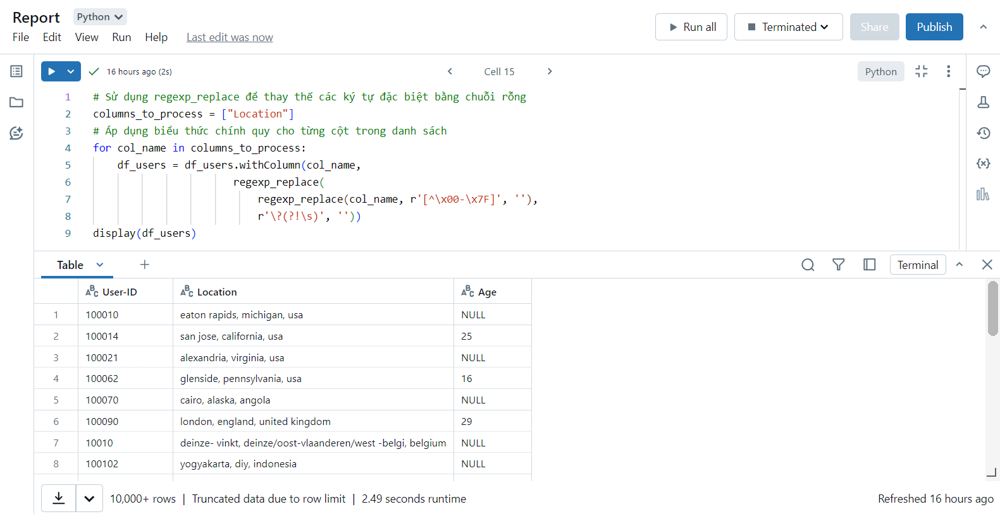 Report Python
File Edit View Run Help Last edit was now
Run all Terminated Share Publish
16 hours ago (2s) Cell 15 Python
1 # Sử dụng regexp_replace để thay thế các ký tự đặc biệt bằng chuỗi rỗng
2 columns_to_process = ["Location"]
3 # Áp dụng biểu thức chính quy cho từng cột trong danh sách
4 for col_name in columns_to_process:
5 df_users = df_users.withColumn(col_name,
6 regexp_replace(
7 regexp_replace(col_name, r'[^\x00-\x7F]', ''),
8 r'\?(?!\s)', ''))
9 display(df_users)
Table + Terminal
User-ID Location Age
1 100010 eaton rapids, michigan, usa NULL
2 100014 san jose, california, usa 25
3 100021 alexandria, virginia, usa NULL
4 100062 glenside, pennsylvania, usa 16
5 100070 cairo, alaska, angola NULL
6 100090 london, england, united kingdom 29
7 10010 deinze- vinkt, deinze/oost-vlaanderen/west -belgi, belgium NULL
8 100102 yogyakarta, diy, indonesia NULL
10,000+ rows | Truncated data due to row limit | 2.49 seconds runtime Refreshed 16 hours ago